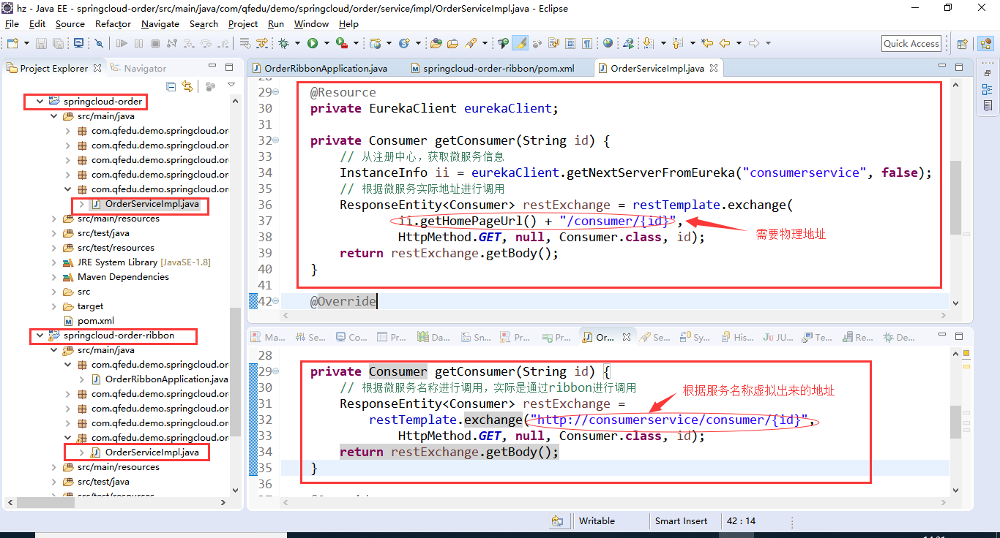 hz - Java EE - springcloud-order/src/main/java/com/qfedu/demo/springcloud/order/service/impl/OrderServiceImpl.java - Eclipse
File Edit Source Refactor Navigate Search Project Run Window Help
Quick Access
Project Explorer
Navigator
springcloud-order
src/main/java
com.qfedu.demo.springcloud.or
com.qfedu.demo.springcloud.or
com.qfedu.demo.springcloud.or
com.qfedu.demo.springcloud.or
com.qfedu.demo.springcloud.or
OrderServiceImpl.java
src/main/resources
src/test/java
src/test/resources
JRE System Library [JavaSE-1.8]
Maven Dependencies
src
target
pom.xml
springcloud-order-ribbon
src/main/java
com.qfedu.demo.springcloud.or
OrderRibbonApplication.java
com.qfedu.demo.springcloud.or
com.qfedu.demo.springcloud.or
com.qfedu.demo.springcloud.or
com.qfedu.demo.springcloud.or
OrderServiceImpl.java
src/main/resources
src/test/java
src/test/resources
OrderRibbonApplication.java
springcloud-order-ribbon/pom.xml
OrderServiceImpl.java
29 @Resource
30 private EurekaClient eurekaClient;
31
32 private Consumer getConsumer(String id) {
33 // 从注册中心，获取微服务信息
34 InstanceInfo ii = eurekaClient.getNextServerFromEureka("consumerservice", false);
35 // 根据微服务实际地址进行调用
36 ResponseEntity<Consumer> restExchange = restTemplate.exchange(
37 ii.getHomePageUrl() + "/consumer/{id}",
需要物理地址
38 HttpMethod.GET, null, Consumer.class, id);
39 return restExchange.getBody();
40 }
41
42 @Override
Ma... Se... Co... Pr... Da... Sn... Pr... Pr... Or... Se... Sy... His... JU... Te... Re... De...
28
29 private Consumer getConsumer(String id) {
30 // 根据微服务名称进行调用，实际是通过ribbon进行调用
根据服务名称虚拟出来的地址
31 ResponseEntity<Consumer> restExchange =
32 restTemplate.exchange("http://consumerservice/consumer/{id}",
33 HttpMethod.GET, null, Consumer.class, id);
34 return restExchange.getBody();
35 }
36
Writable
Smart Insert
42 : 14